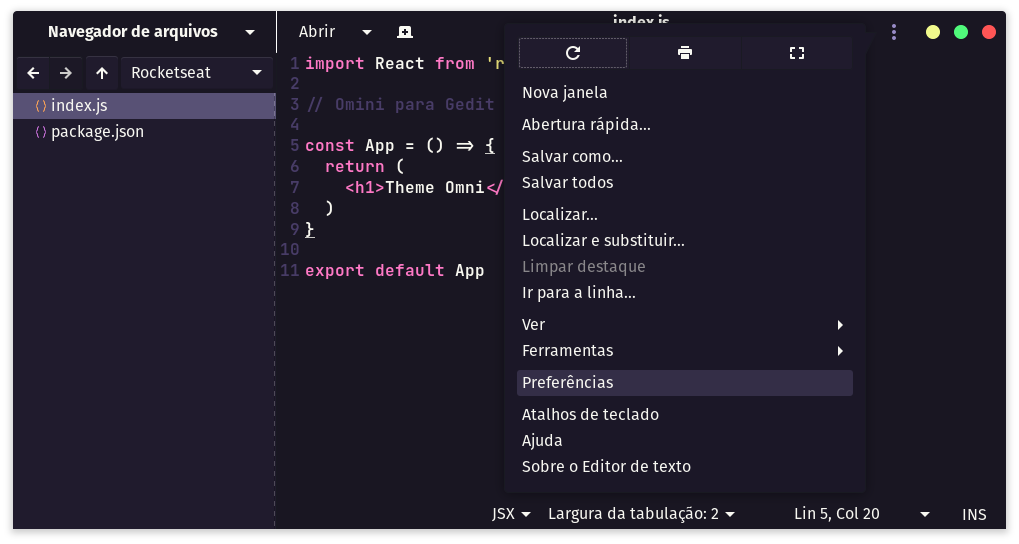 Navegador de arquivos
Abrir
index.js
Rocketseat
index.js
package.json
1 import React from 'r
2
3 // Omini para Gedit
4
5 const App = () => {
6 return (
7 <h1>Theme Omni</
8 )
9 }
10
11 export default App
Nova janela
Abertura rápida...
Salvar como...
Salvar todos
Localizar...
Localizar e substituir...
Limpar destaque
Ir para a linha...
Ver
Ferramentas
Preferências
Atalhos de teclado
Ajuda
Sobre o Editor de texto
JSX Largura da tabulação: 2 Lin 5, Col 20 INS